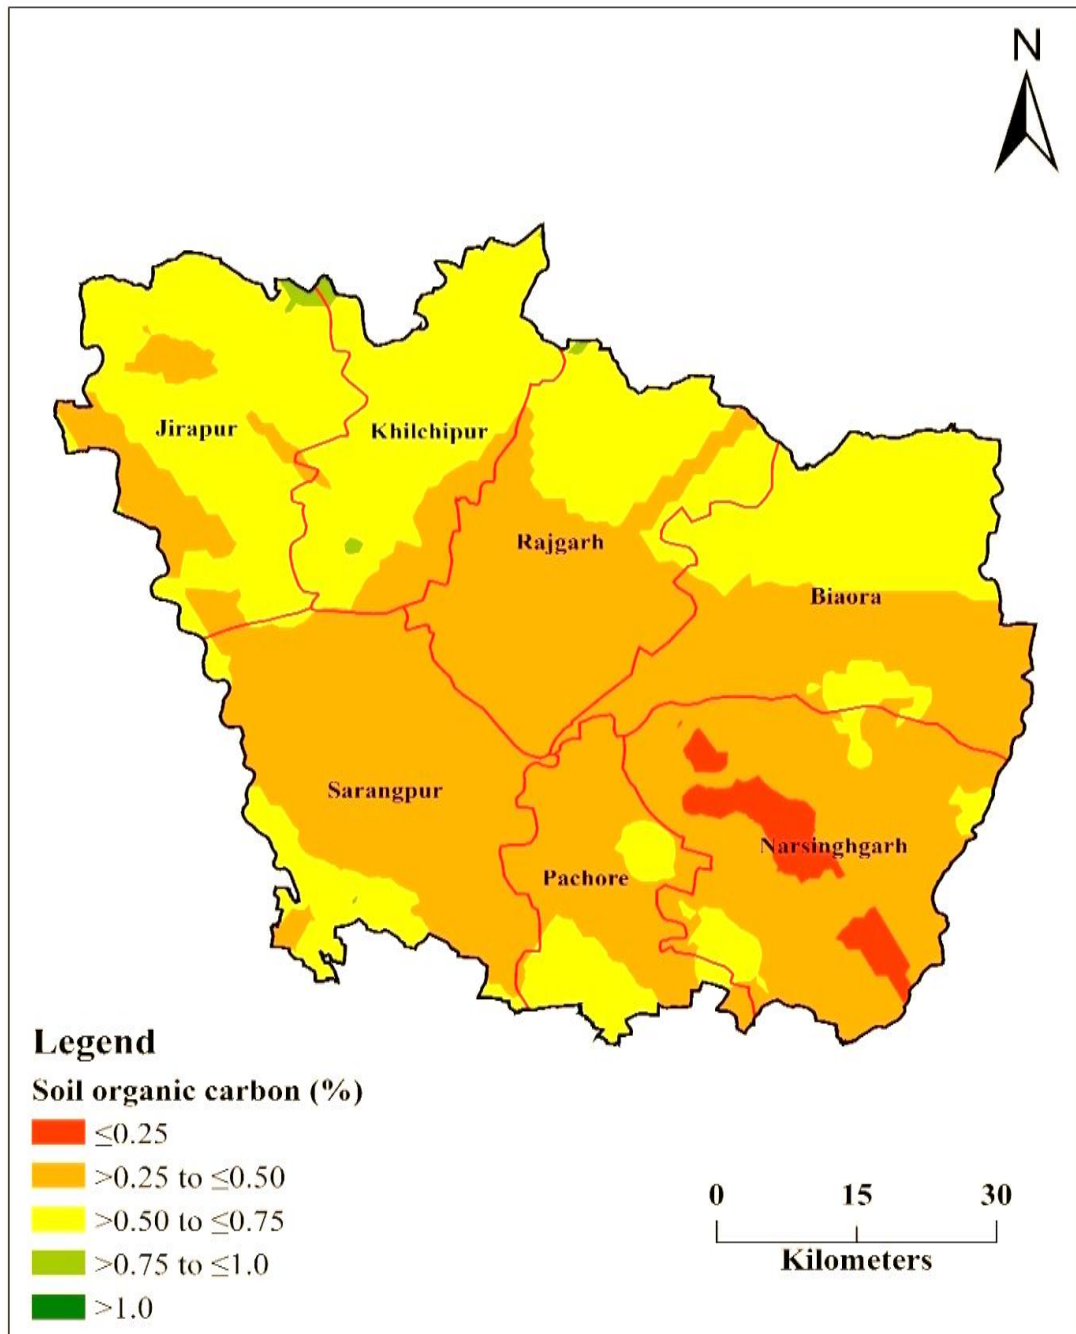 N
Jirapur
Khilchipur
Rajgarh
Biaora
Sarangpur
Narsinghgarh
Pachore
Legend
Soil organic carbon (%)
≤0.25
>0.25 to ≤0.50
>0.50 to ≤0.75
>0.75 to ≤1.0
>1.0
0 15 30
Kilometers